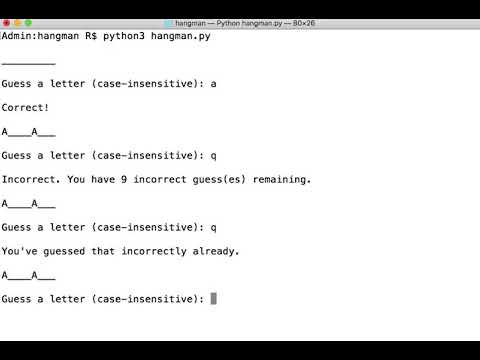 hangman — Python hangman.py — 80×26
Admin:hangman R$ python3 hangman.py
_________
Guess a letter (case-insensitive): a
Correct!
A____A___
Guess a letter (case-insensitive): q
Incorrect. You have 9 incorrect guess(es) remaining.
A____A___
Guess a letter (case-insensitive): q
You've guessed that incorrectly already.
A____A___
Guess a letter (case-insensitive):